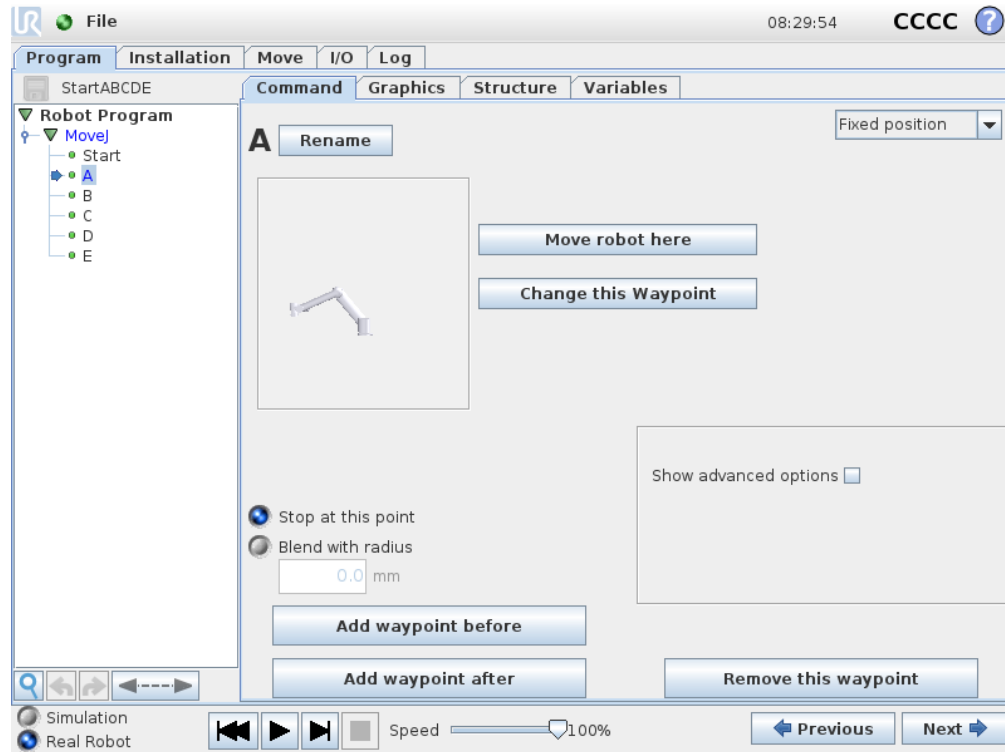 UR File 08:29:54 CCCC ?
Program Installation Move I/O Log
StartABCDE
Command Graphics Structure Variables
Robot Program
MoveJ
Start
A
B
C
D
E
A Rename
Fixed position
Move robot here
Change this Waypoint
Show advanced options
Stop at this point
Blend with radius
0.0 mm
Add waypoint before
Add waypoint after
Remove this waypoint
Simulation
Real Robot
Speed 100%
Previous Next